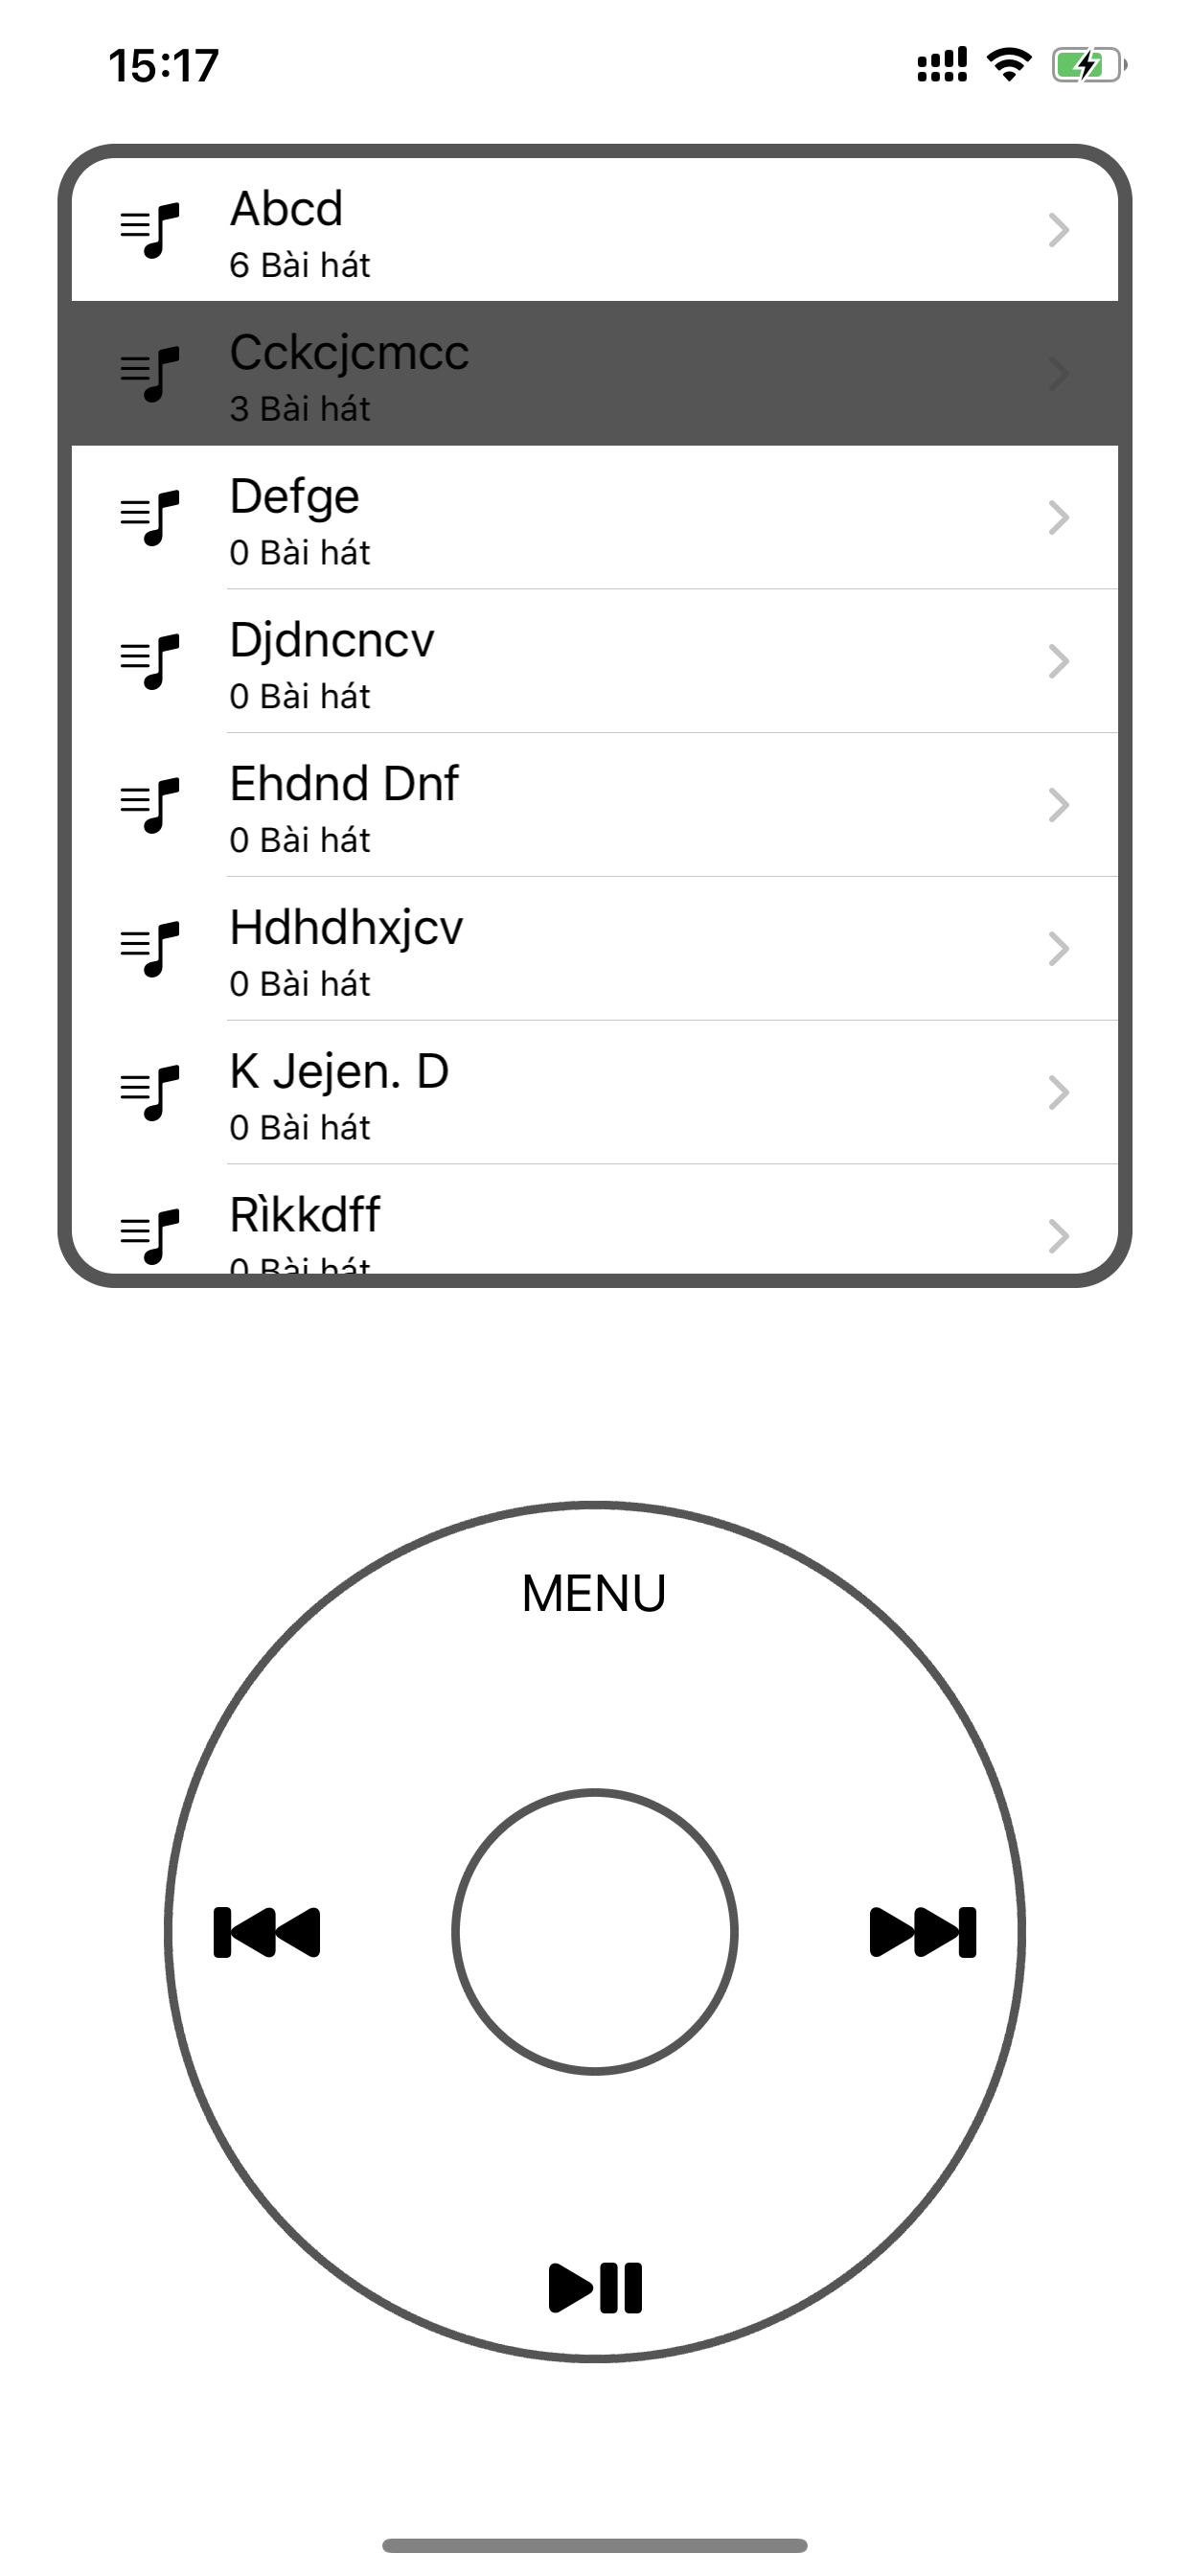 15:17
Abcd
6 Bài hát
Cckcjcmcc
3 Bài hát
Defge
0 Bài hát
Djdncncv
0 Bài hát
Ehdnd Dnf
0 Bài hát
Hdhdhxjcv
0 Bài hát
K Jejen. D
0 Bài hát
Rìkkdff
0 Bài hát
MENU